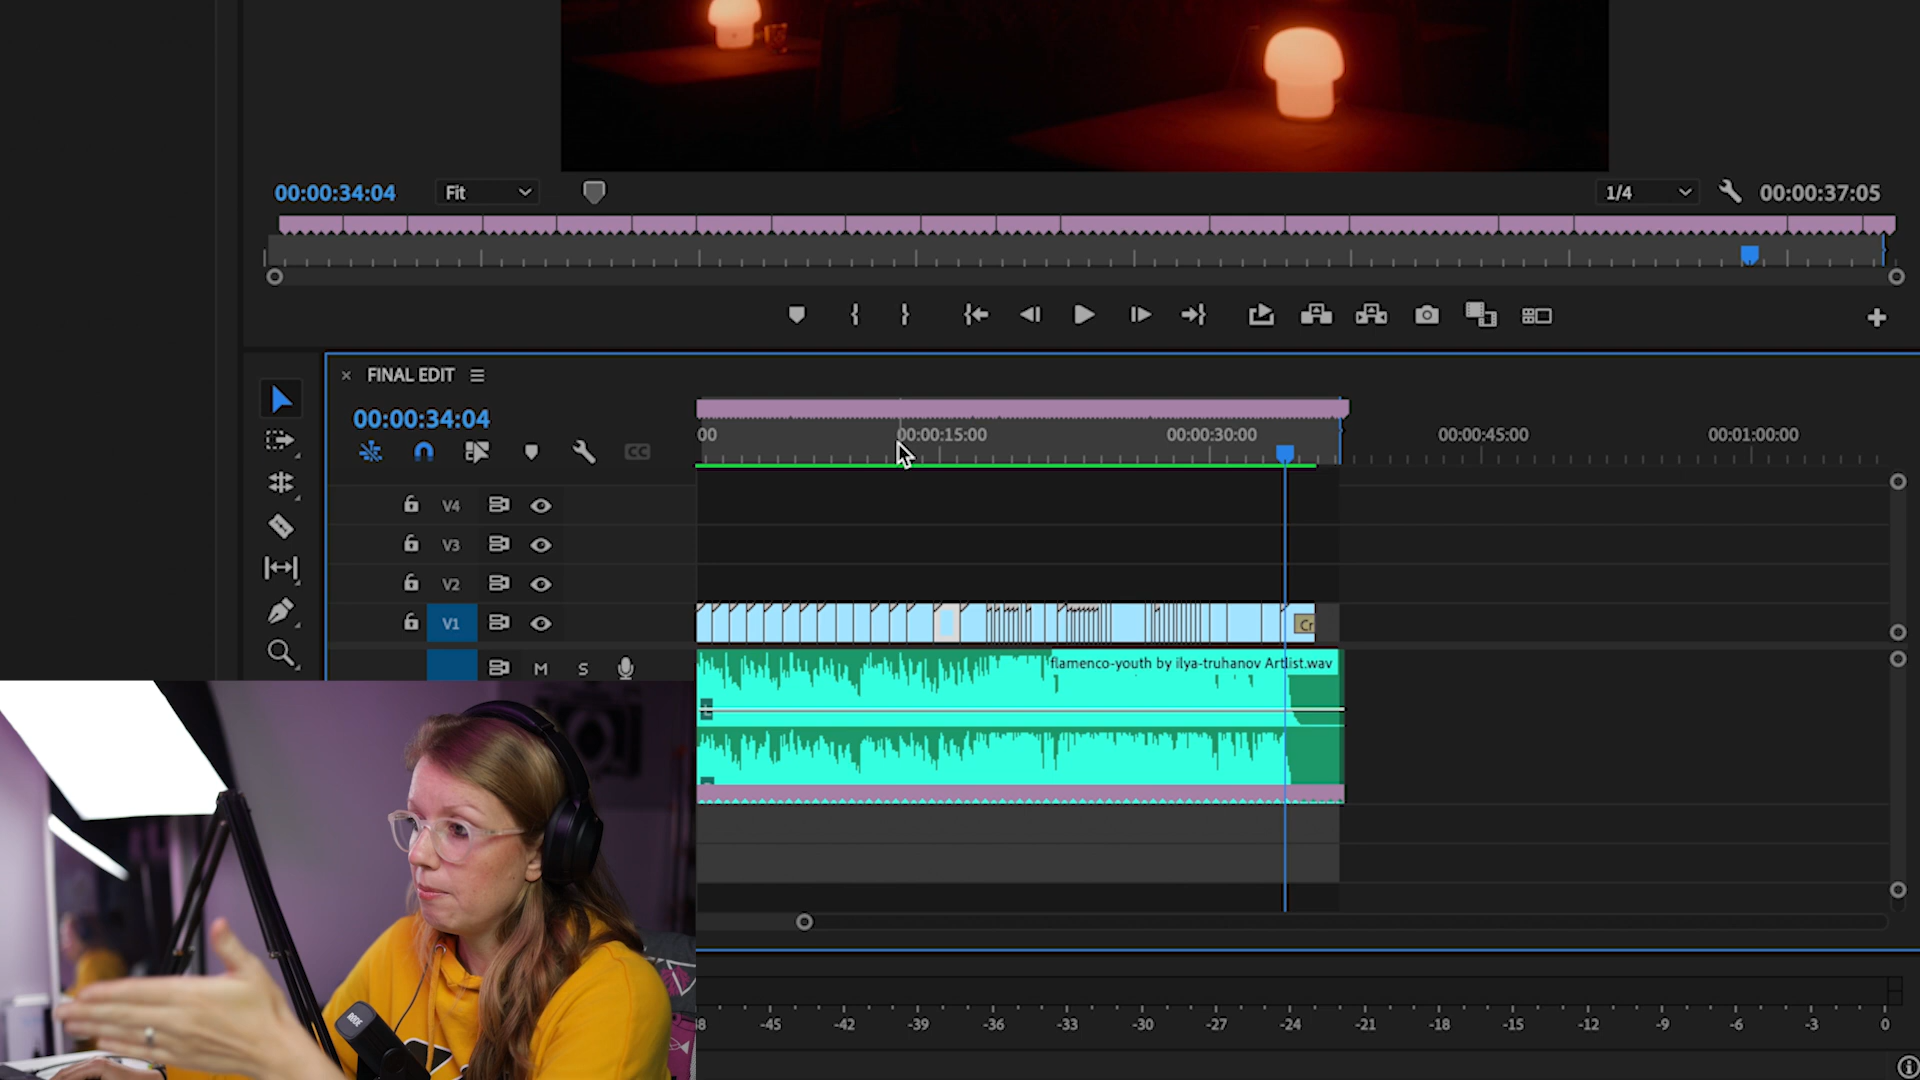 00:00:34:04 Fit 1/4 00:00:37:05
× FINAL EDIT
00:00:34:04
00 00:00:15:00 00:00:30:00 00:00:45:00 00:01:00:00
CC
V4
V3
V2
V1 Cr
M S flamenco-youth by ilya-truhanov Artlist.wav
L
RODE
-45 -42 -39 -36 -33 -30 -27 -24 -21 -18 -15 -12 -9 -6 -3 0